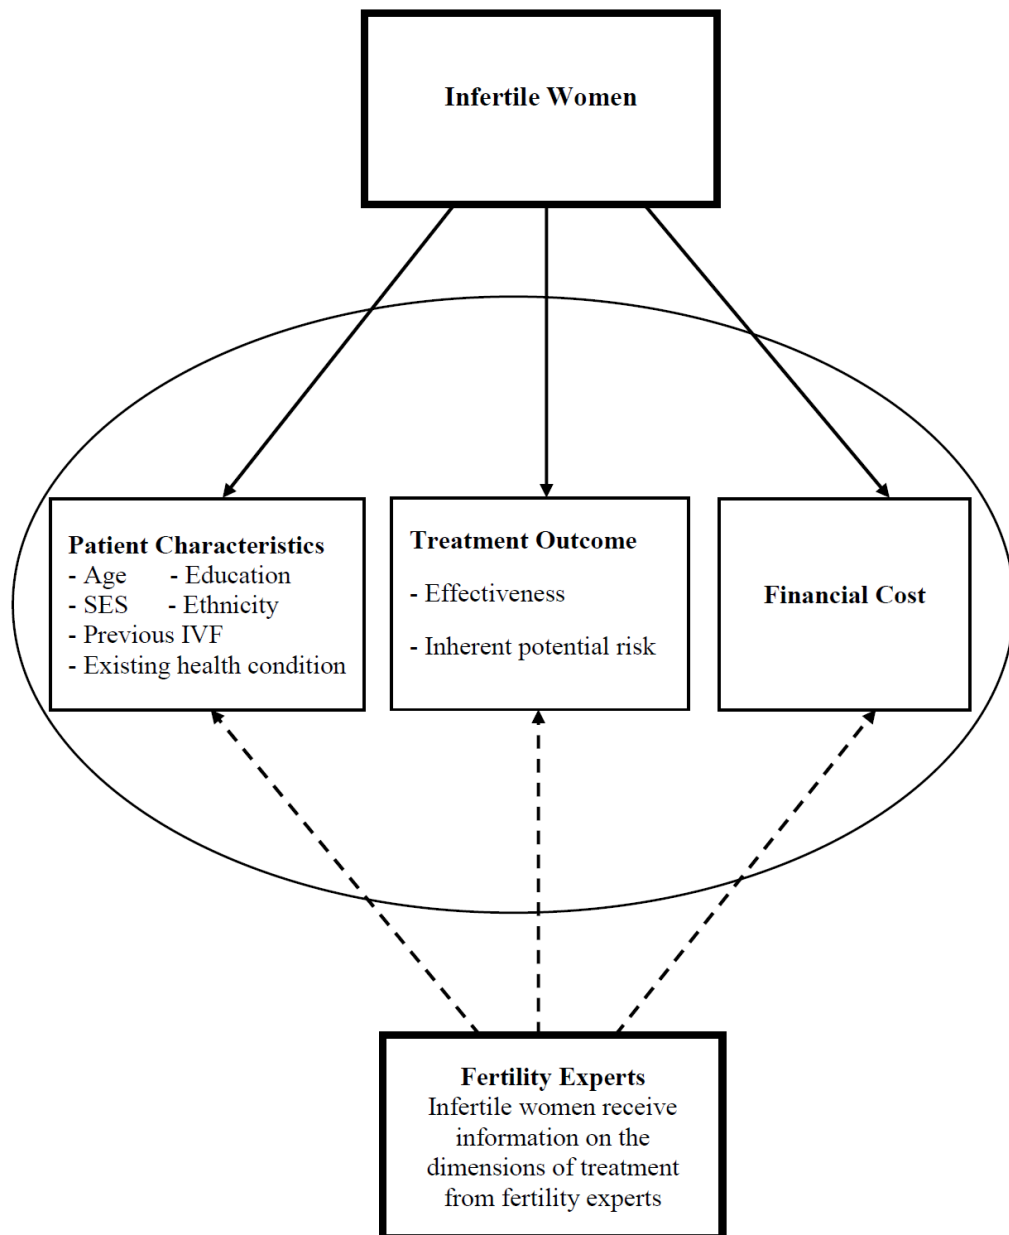 Infertile Women
Patient Characteristics
- Age - Education
- SES - Ethnicity
- Previous IVF
- Existing health condition
Treatment Outcome
- Effectiveness
- Inherent potential risk
Financial Cost
Fertility Experts
Infertile women receive
information on the
dimensions of treatment
from fertility experts